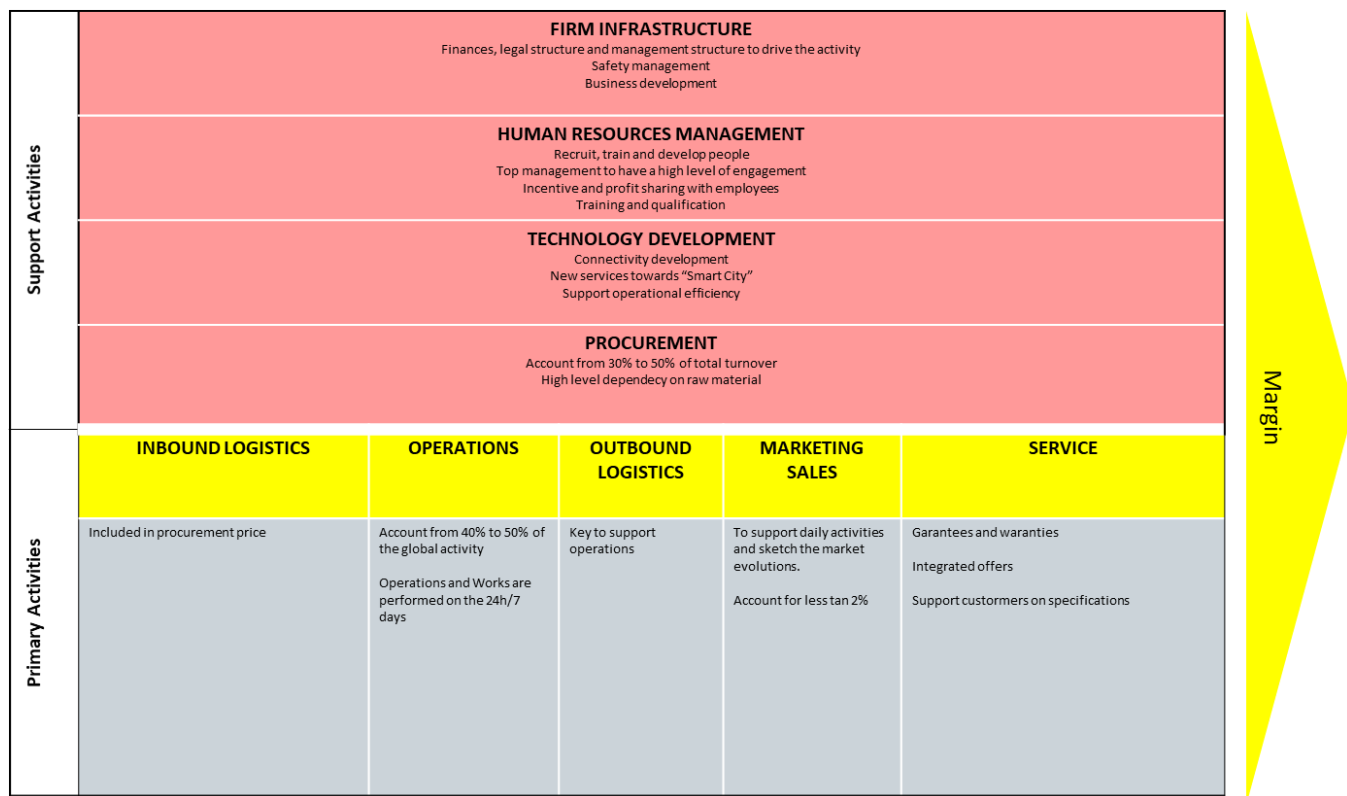 Support Activities
FIRM INFRASTRUCTURE
Finances, legal structure and management structure to drive the activity
Safety management
Business development
HUMAN RESOURCES MANAGEMENT
Recruit, train and develop people
Top management to have a high level of engagement
Incentive and profit sharing with employees
Training and qualification
TECHNOLOGY DEVELOPMENT
Connectivity development
New services towards “Smart City”
Support operational efficiency
PROCUREMENT
Account from 30% to 50% of total turnover
High level dependecy on raw material
Primary Activities
INBOUND LOGISTICS
Included in procurement price
OPERATIONS
Account from 40% to 50% of
the global activity
Operations and Works are
performed on the 24h/7
days
OUTBOUND
LOGISTICS
Key to support
operations
MARKETING
SALES
To support daily activities
and sketch the market
evolutions.
Account for less tan 2%
SERVICE
Garantees and waranties
Integrated offers
Support custormers on specifications
Margin